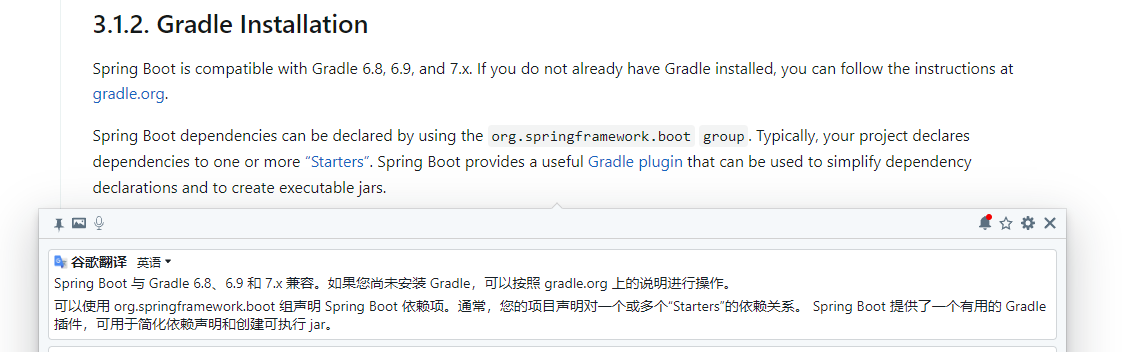 3.1.2. Gradle Installation
Spring Boot is compatible with Gradle 6.8, 6.9, and 7.x. If you do not already have Gradle installed, you can follow the instructions at
gradle.org.
Spring Boot dependencies can be declared by using the org.springframework.boot group. Typically, your project declares
dependencies to one or more “Starters”. Spring Boot provides a useful Gradle plugin that can be used to simplify dependency
declarations and to create executable jars.
谷歌翻译 英语
Spring Boot 与 Gradle 6.8、6.9 和 7.x 兼容。如果您尚未安装 Gradle，可以按照 gradle.org 上的说明进行操作。
可以使用 org.springframework.boot 组声明 Spring Boot 依赖项。通常，您的项目声明对一个或多个“Starters”的依赖关系。 Spring Boot 提供了一个有用的 Gradle
插件，可用于简化依赖声明和创建可执行 jar。